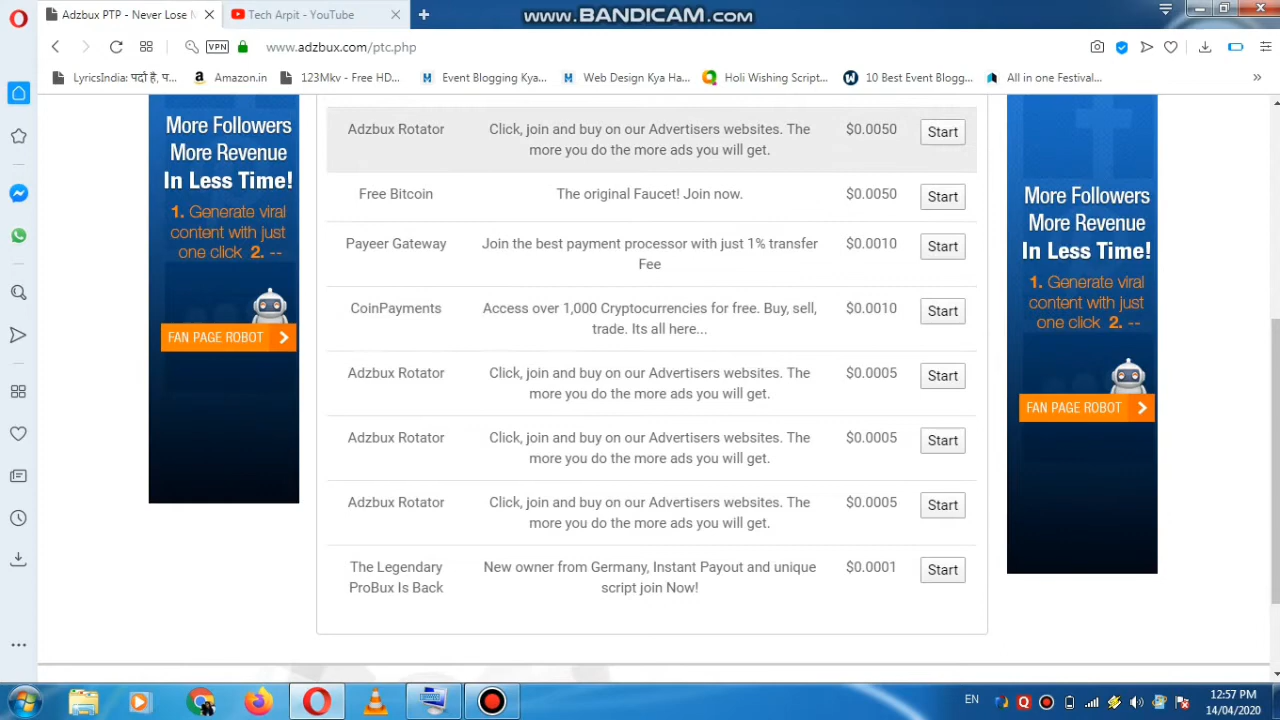 www.BANDICAM.com
Adzbux PTP - Never Lose
Tech Arpit - YouTube
VPN
www.adzbux.com/ptc.php
LyricsIndia: पर्दा है, प...
Amazon.in
123Mkv - Free HD...
Event Blogging Kya...
Web Design Kya Ha...
Holi Wishing Script...
10 Best Event Blogg...
All in one Festival...
More Followers
More Revenue
In Less Time!
1. Generate viral
content with just
one click 2. --
FAN PAGE ROBOT
Adzbux Rotator
Click, join and buy on our Advertisers websites. The
more you do the more ads you will get.
$0.0050
Start
Free Bitcoin
The original Faucet! Join now.
$0.0050
Start
Payeer Gateway
Join the best payment processor with just 1% transfer
Fee
$0.0010
Start
CoinPayments
Access over 1,000 Cryptocurrencies for free. Buy, sell,
trade. Its all here...
$0.0010
Start
Adzbux Rotator
Click, join and buy on our Advertisers websites. The
more you do the more ads you will get.
$0.0005
Start
Adzbux Rotator
Click, join and buy on our Advertisers websites. The
more you do the more ads you will get.
$0.0005
Start
Adzbux Rotator
Click, join and buy on our Advertisers websites. The
more you do the more ads you will get.
$0.0005
Start
The Legendary
ProBux Is Back
New owner from Germany, Instant Payout and unique
script join Now!
$0.0001
Start
More Followers
More Revenue
In Less Time!
1. Generate viral
content with just
one click 2. --
FAN PAGE ROBOT
EN
12:57 PM
14/04/2020